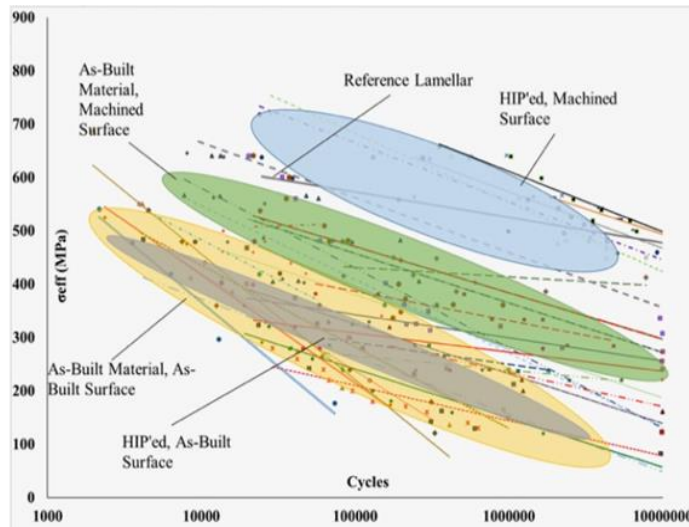 900
800
700
600
500
400
300
200
100
0
σeff (MPa)
As-Built
Material,
Machined
Surface
Reference Lamellar
HIP'ed, Machined
Surface
As-Built Material, As-
Built Surface
HIP'ed, As-Built
Surface
Cycles
1000
10000
100000
1000000
10000000